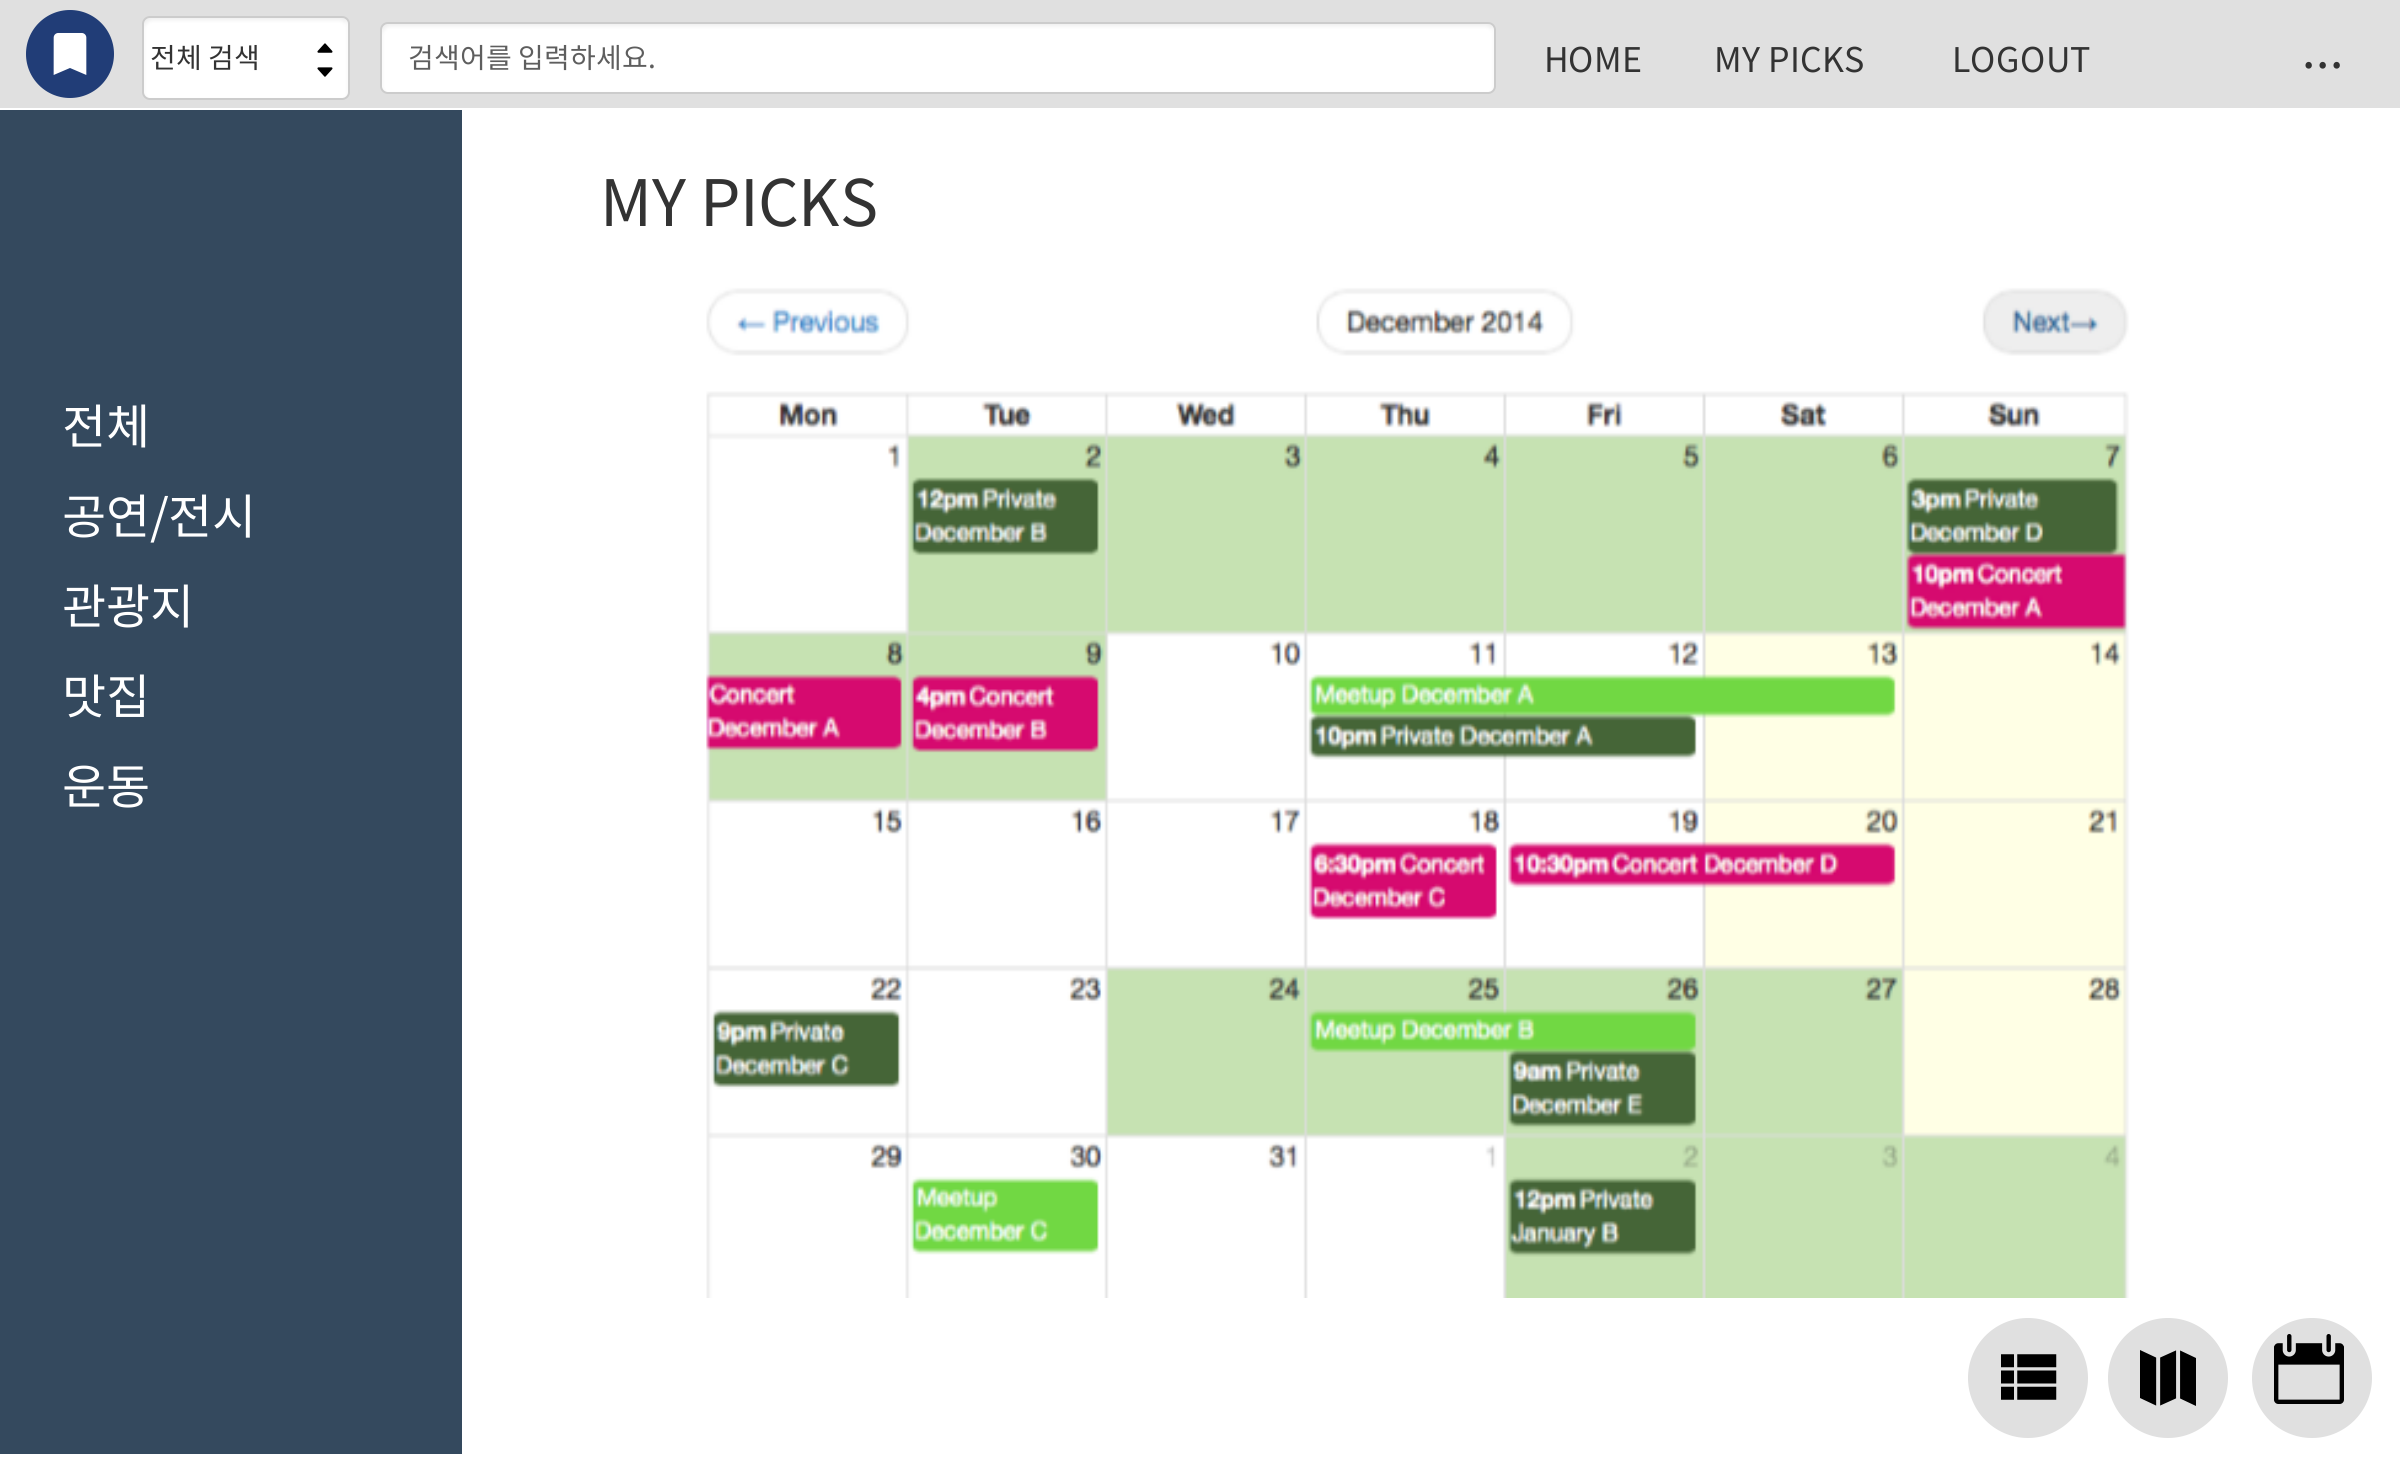 전체 검색
검색어를 입력하세요.
HOME
MY PICKS
LOGOUT
...
전체
공연/전시
관광지
맛집
운동
MY PICKS
← Previous
December 2014
Next→
Mon Tue Wed Thu Fri Sat Sun
1 2 3 4 5 6 7
12pm Private
December B
3pm Private
December D
10pm Concert
December A
8 9 10 11 12 13 14
Concert
December A
4pm Concert
December B
Meetup December A
10pm Private December A
15 16 17 18 19 20 21
6:30pm Concert
December C
10:30pm Concert December D
22 23 24 25 26 27 28
9pm Private
December C
Meetup December B
9am Private
December E
29 30 31 1 2 3 4
Meetup
December C
12pm Private
January B